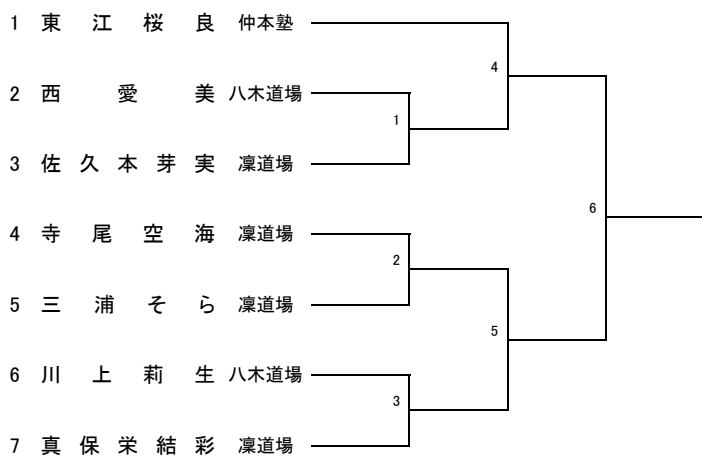 1 東江桜良 仲本塾
4
2 西愛美 八木道場
1
3 佐久本芽実 凜道場
6
4 寺尾空海 凜道場
2
5 三浦そら 凜道場
5
6 川上莉生 八木道場
3
7 真保栄結彩 凜道場